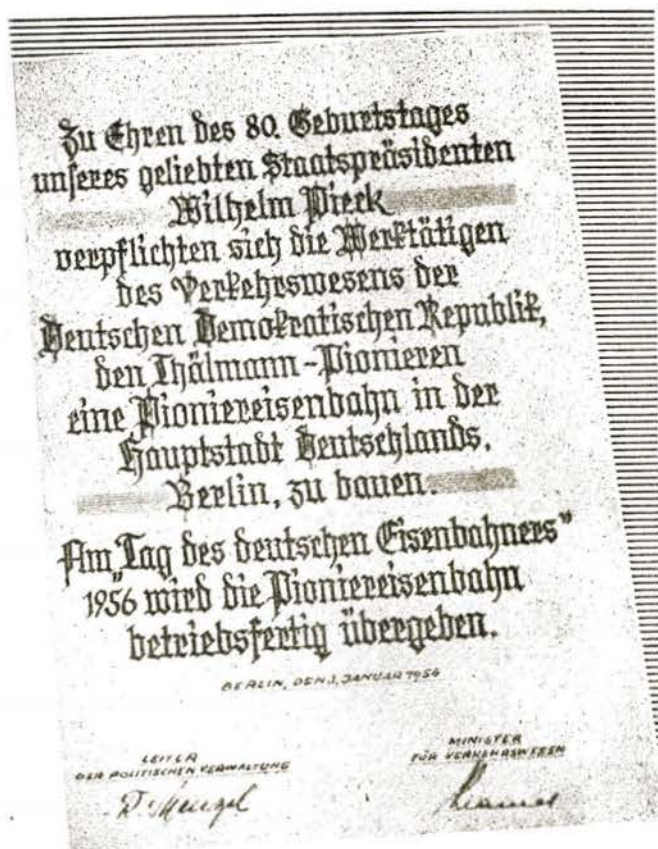 Zu Ehren des 80. Geburtstages
unseres geliebten Staatspräsidenten
Wilhelm Pieck
verpflichten sich die Werktätigen
des Verkehrswesens der
Deutschen Demokratischen Republik,
den Thälmann-Pionieren
eine Pioniereisenbahn in der
Hauptstadt Deutschlands,
Berlin, zu bauen.
Am „Tag des deutschen Eisenbahners”
1956 wird die Pioniereisenbahn
betriebsfertig übergeben.
BERLIN, DEN 3. JANUAR 1956
LEITER
DER POLITISCHEN VERWALTUNG
MINISTER
FÜR VERKEHRSWESEN